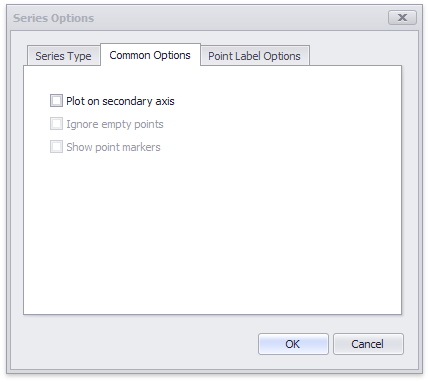 Series Options
Series Type Common Options Point Label Options
Plot on secondary axis
Ignore empty points
Show point markers
OK Cancel